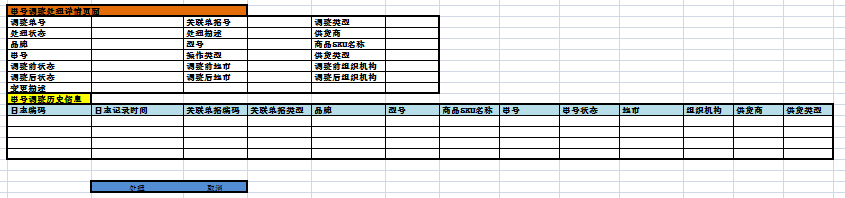 串号调整处理详情页面
调整单号 关联单据号 调整类型
处理状态 处理描述 供货商
品牌 型号 商品SKU名称
串号 操作类型 供货类型
调整前状态 调整前地市 调整前组织机构
调整后状态 调整后地市 调整后组织机构
变更描述
串号调整历史信息
日志编码 日志记录时间 关联单据编码 关联单据类型 品牌 型号 商品SKU名称 串号 串号状态 地市 组织机构 供货商 供货类型
处理 取消